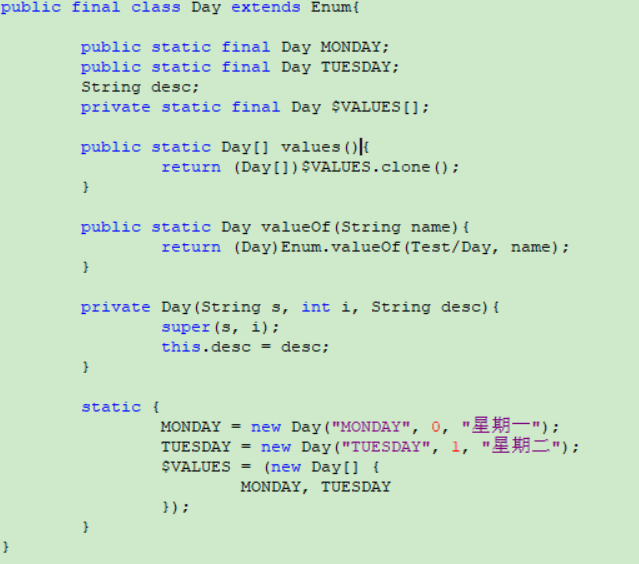 public final class Day extends Enum{
public static final Day MONDAY;
public static final Day TUESDAY;
String desc;
private static final Day $VALUES[];
public static Day[] values(){
return (Day[])$VALUES.clone();
}
public static Day valueOf(String name){
return (Day)Enum.valueOf(Test/Day, name);
}
private Day(String s, int i, String desc){
super(s, i);
this.desc = desc;
}
static {
MONDAY = new Day("MONDAY", 0, "星期一");
TUESDAY = new Day("TUESDAY", 1, "星期二");
$VALUES = (new Day[] {
MONDAY, TUESDAY
});
}
}